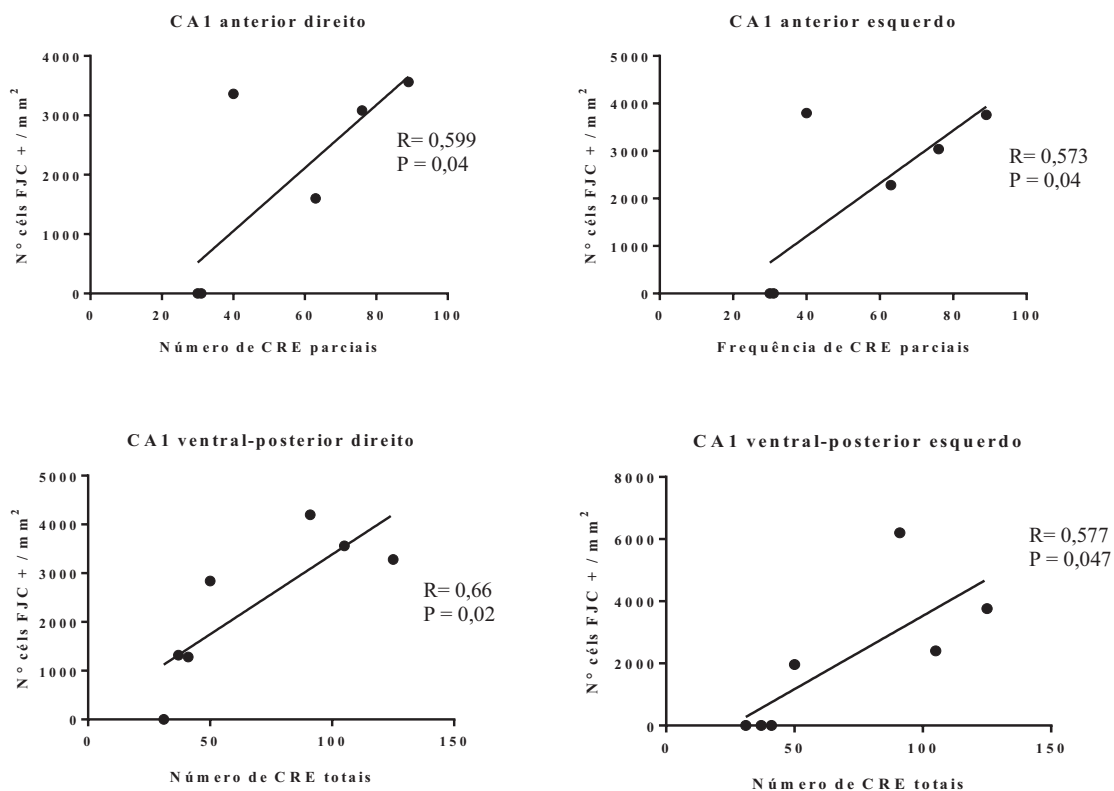 CA1 anterior direito
N° céls FJC + / mm²
4000
3000
2000
1000
0
0 20 40 60 80 100
Número de CRE parciais
R= 0,599
P = 0,04
CA1 anterior esquerdo
N° céls FJC + / mm²
5000
4000
3000
2000
1000
0
0 20 40 60 80 100
Frequência de CRE parciais
R= 0,573
P = 0,04
CA1 ventral-posterior direito
N° céls FJC + / mm²
5000
4000
3000
2000
1000
0
0 50 100 150
Número de CRE totais
R= 0,66
P = 0,02
CA1 ventral-posterior esquerdo
N° céls FJC + / mm²
8000
6000
4000
2000
0
0 50 100 150
Número de CRE totais
R= 0,577
P = 0,047